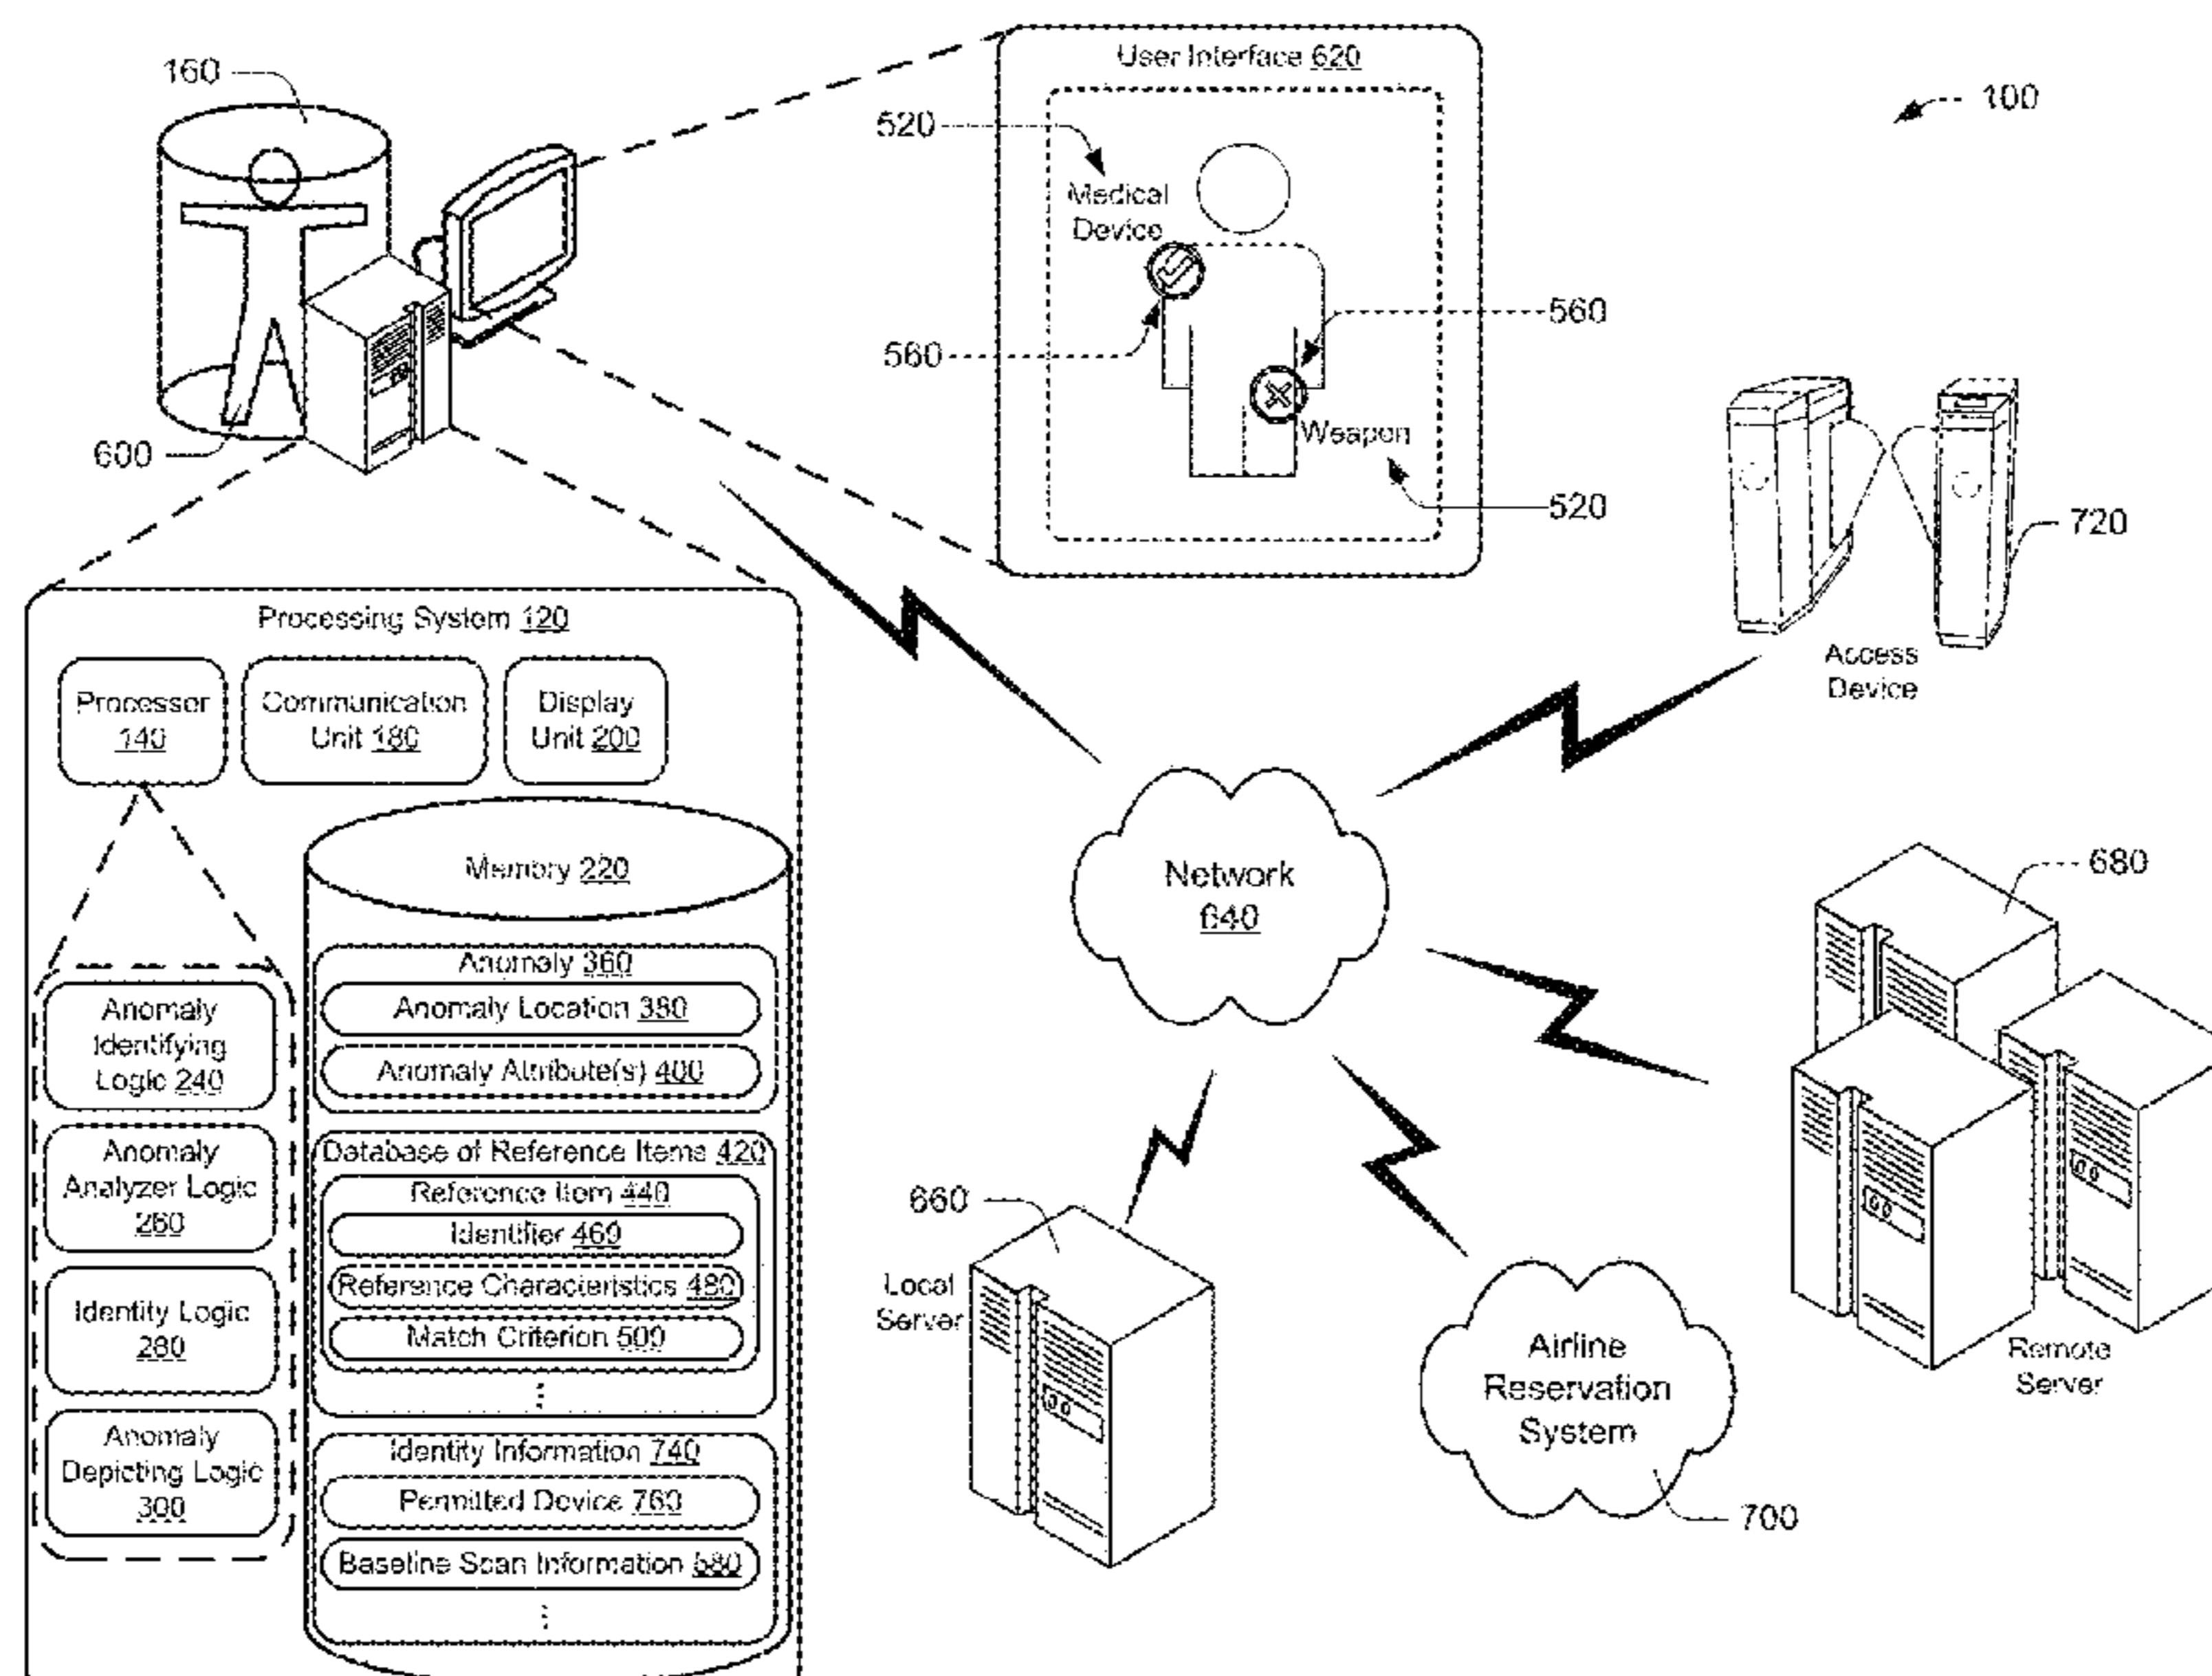 160
600
User Interface 620
520
Medical
Device
560
560
Weapon
520
100
720
Access
Device
Processing System 120
Processor
140
Communication
Unit 180
Display
Unit 200
Memory 220
Anomaly
Identifying
Logic 240
Anomaly
Analyzer Logic
260
Identity Logic
280
Anomaly
Depicting Logic
300
Anomaly 360
Anomaly Location 380
Anomaly Attribute(s) 400
Database of Reference Items 420
Reference Item 440
Identifier 460
Reference Characteristics 480
Match Criterion 500
Identity Information 740
Permitted Device 760
Baseline Scan Information 580
Network
640
680
Remote
Server
660
Local
Server
Airline
Reservation
System
700